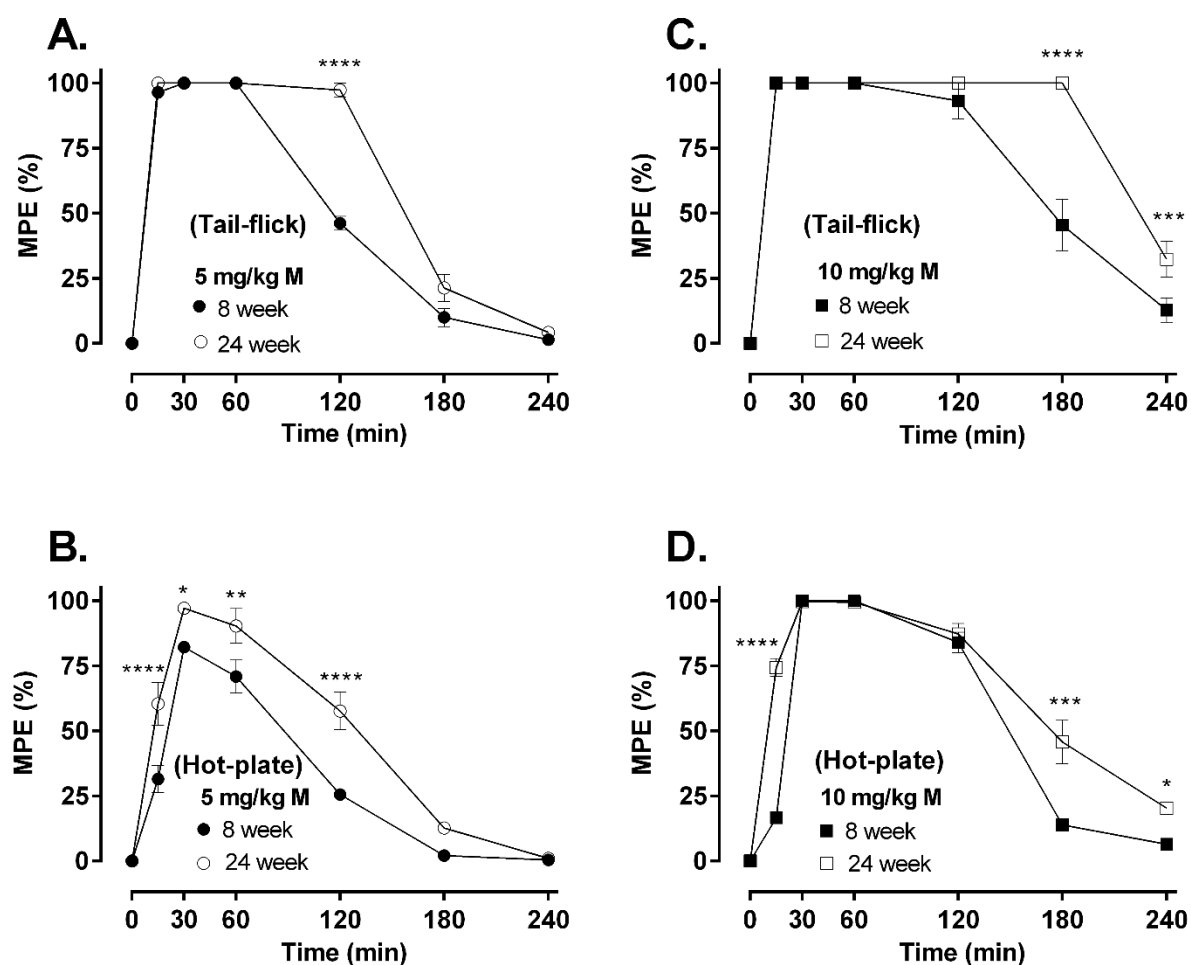 A.
****
100
75
50
25
0
MPE (%)
(Tail-flick)
5 mg/kg M
8 week
24 week
0 30 60 120 180 240
Time (min)
C.
****
***
100
75
50
25
0
MPE (%)
(Tail-flick)
10 mg/kg M
8 week
24 week
0 30 60 120 180 240
Time (min)
B.
* **
**** ****
100
75
50
25
0
MPE (%)
(Hot-plate)
5 mg/kg M
8 week
24 week
0 30 60 120 180 240
Time (min)
D.
****
***
*
100
75
50
25
0
MPE (%)
(Hot-plate)
10 mg/kg M
8 week
24 week
0 30 60 120 180 240
Time (min)